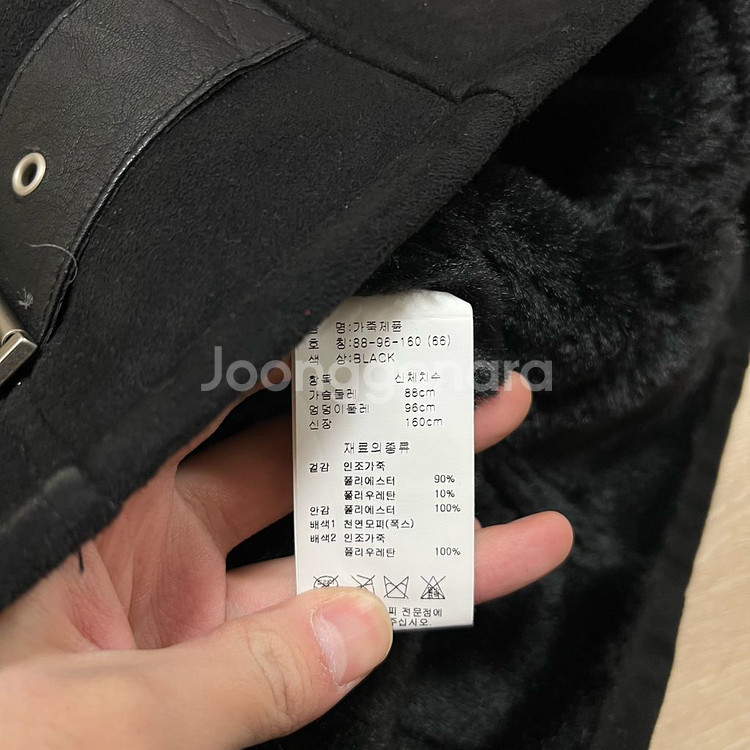 명:가죽제품
호 칭:88-96-160 (66)
색 상:BLACK
Joonggonara
항목 신체치수
가슴둘레 88cm
엉덩이둘레 96cm
신장 160cm
재료의종류
겉감 인조가죽
폴리에스터 90%
폴리우레탄 10%
안감 폴리에스터 100%
배색1 천연모피(폭스)
배색2 인조가죽
폴리우레탄 100%
피 전문점에
주십시오.